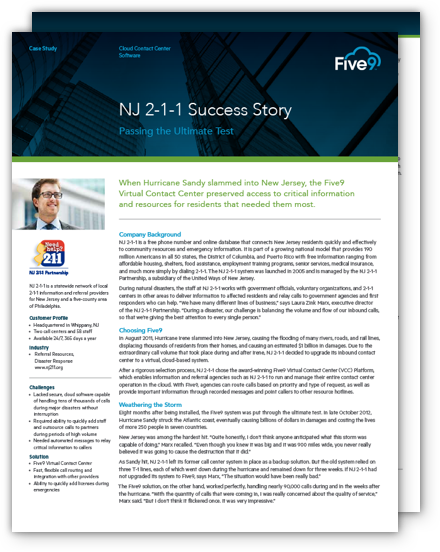 Case Study
Cloud Contact Center
Software
Five9
NJ 2-1-1 Success Story
Passing the Ultimate Test
When Hurricane Sandy slammed into New Jersey, the Five9
Virtual Contact Center preserved access to critical information
and resources for residents that needed them most.
Need
help?
211
NJ 211 Partnership
NJ 2-1-1 is a statewide network of local
2-1-1 information and referral providers
for New Jersey and a five-county area
of Philadelphia.
Customer Profile
• Headquartered in Whippany, NJ
• Two call centers and 58 staff
• Available 24/7, 365 days a year
Industry
• Referral Resources,
Disaster Response
www.nj211.org
Challenges
• Lacked secure, cloud software capable
of handling tens of thousands of calls
during major disasters without
interruption
• Required ability to quickly add staff
and outsource calls to partners
during periods of high volume
• Needed automated messages to relay
critical information to callers
Solution
• Five9 Virtual Contact Center
• Fast, flexible call routing and
integration with other providers
• Ability to quickly add licenses during
emergencies
Company Background
NJ 2-1-1 is a free phone number and online database that connects New Jersey residents quickly and effectively
to community resources and emergency information. It is part of a growing national model that provides 190
million Americans in all 50 states, the District of Columbia, and Puerto Rico with free information ranging from
affordable housing, shelters, food assistance, employment training programs, senior services, medical insurance,
and much more simply by dialing 2-1-1. The NJ 2-1-1 system was launched in 2005 and is managed by the NJ 2-1-1
Partnership, a subsidiary of the United Ways of New Jersey.
During natural disasters, the staff at NJ 2-1-1 works with government officials, voluntary organizations, and 2-1-1
centers in other areas to deliver information to affected residents and relay calls to government agencies and first
responders who can help. "We have many different lines of business," says Laura Zink Marx, executive director
of the NJ 2-1-1 Partnership. "During a disaster, our challenge is balancing the volume and flow of our inbound calls,
so that we're giving the best attention to every single person."
Choosing Five9
In August 2011, Hurricane Irene slammed into New Jersey, causing the flooding of many rivers, roads, and rail lines,
displacing thousands of residents from their homes, and causing an estimated $1 billion in damages. Due to the
extraordinary call volume that took place during and after Irene, NJ 2-1-1 decided to upgrade its inbound contact
center to a virtual, cloud-based system.
After a rigorous selection process, NJ 2-1-1 chose the award-winning Five9 Virtual Contact Center (VCC) Platform,
which enables information and referral agencies such as NJ 2-1-1 to run and manage their entire contact center
operation in the cloud. With Five9, agencies can route calls based on priority and type of request, as well as
provide important information through recorded messages and point callers to other resource hotlines.
Weathering the Storm
Eight months after being installed, the Five9 system was put through the ultimate test. In late October 2012,
Hurricane Sandy struck the Atlantic coast, eventually causing billions of dollars in damages and costing the lives
of more than 250 people in seven countries.
New Jersey was among the hardest hit. "Quite honestly, I don't think anyone anticipated what this storm was
capable of doing," Marx recalled. "Even though you knew it was big and it was 900 miles wide, you never really
believed it was going to cause the destruction that it did."
As Sandy hit, NJ 2-1-1 left its former call center system in place as a backup solution. But the old system relied on
three T-1 lines, each of which went down during the hurricane and remained down for three weeks. If NJ 2-1-1 had
not upgraded its system to Five9, says Marx, "The situation would have been really bad."
The Five9 solution, on the other hand, worked perfectly, handling nearly 90,000 calls during and in the weeks after
the hurricane. "With the quantity of calls that were coming in, I was really concerned about the quality of service,"
Marx said. "But I don't think it flickered once. It was very impressive."